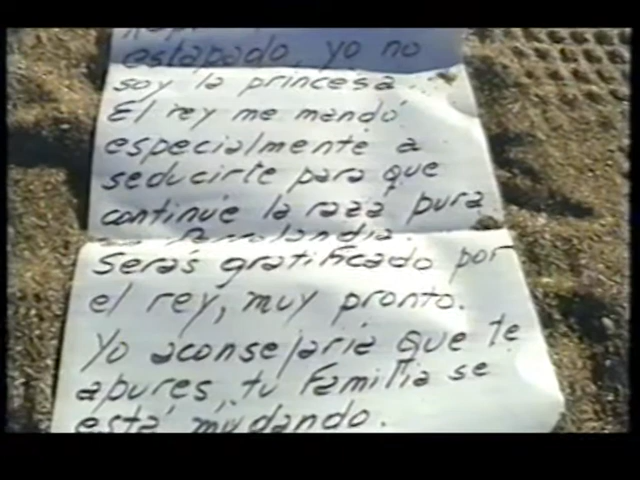 estapado, yo no
soy la princesa.
El rey me mandó
especialmente a
seducirte para que
continúe la raza pura
Perrolandia.
Serás gratificado por
el rey, muy pronto.
Yo aconsejaría que te
apures, tu familia se
está mudando.